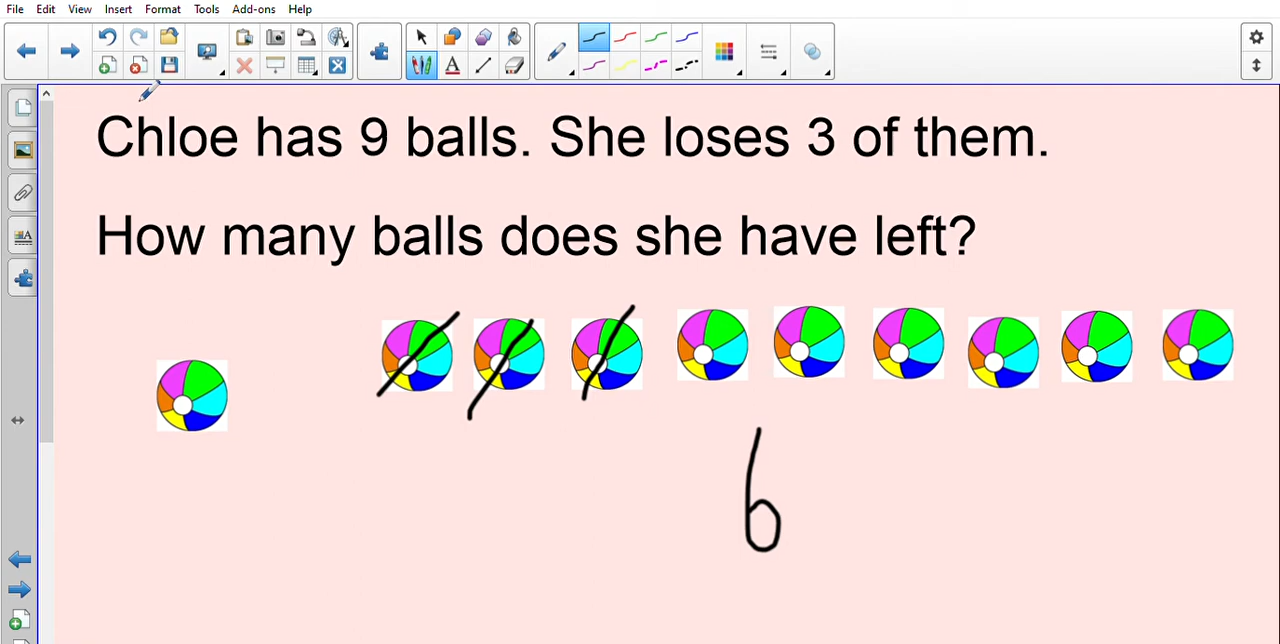 File Edit View Insert Format Tools Add-ons Help
Chloe has 9 balls. She loses 3 of them.
How many balls does she have left?
6